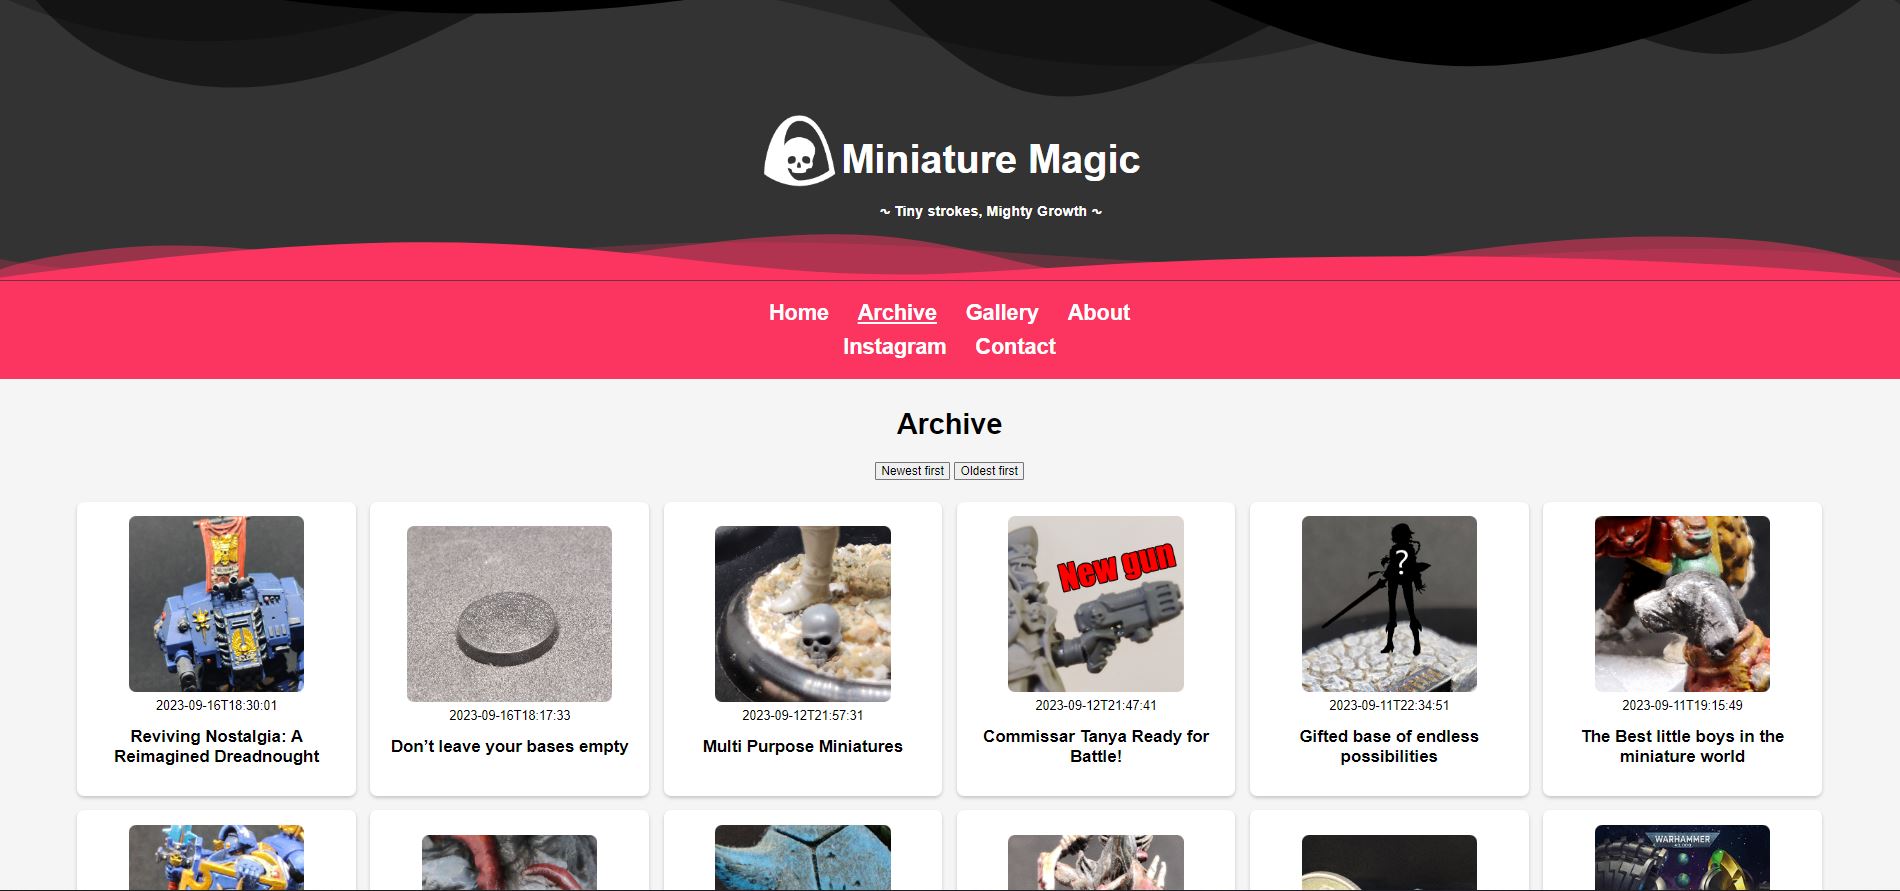 Miniature Magic
~ Tiny strokes, Mighty Growth ~
Home Archive Gallery About
Instagram Contact
Archive
Newest first Oldest first
New gun
?
2023-09-16T18:30:01
Reviving Nostalgia: A
Reimagined Dreadnought
2023-09-16T18:17:33
Don’t leave your bases empty
2023-09-12T21:57:31
Multi Purpose Miniatures
2023-09-12T21:47:41
Commissar Tanya Ready for
Battle!
2023-09-11T22:34:51
Gifted base of endless
possibilities
2023-09-11T19:15:49
The Best little boys in the
miniature world
WARHAMMER
40,000